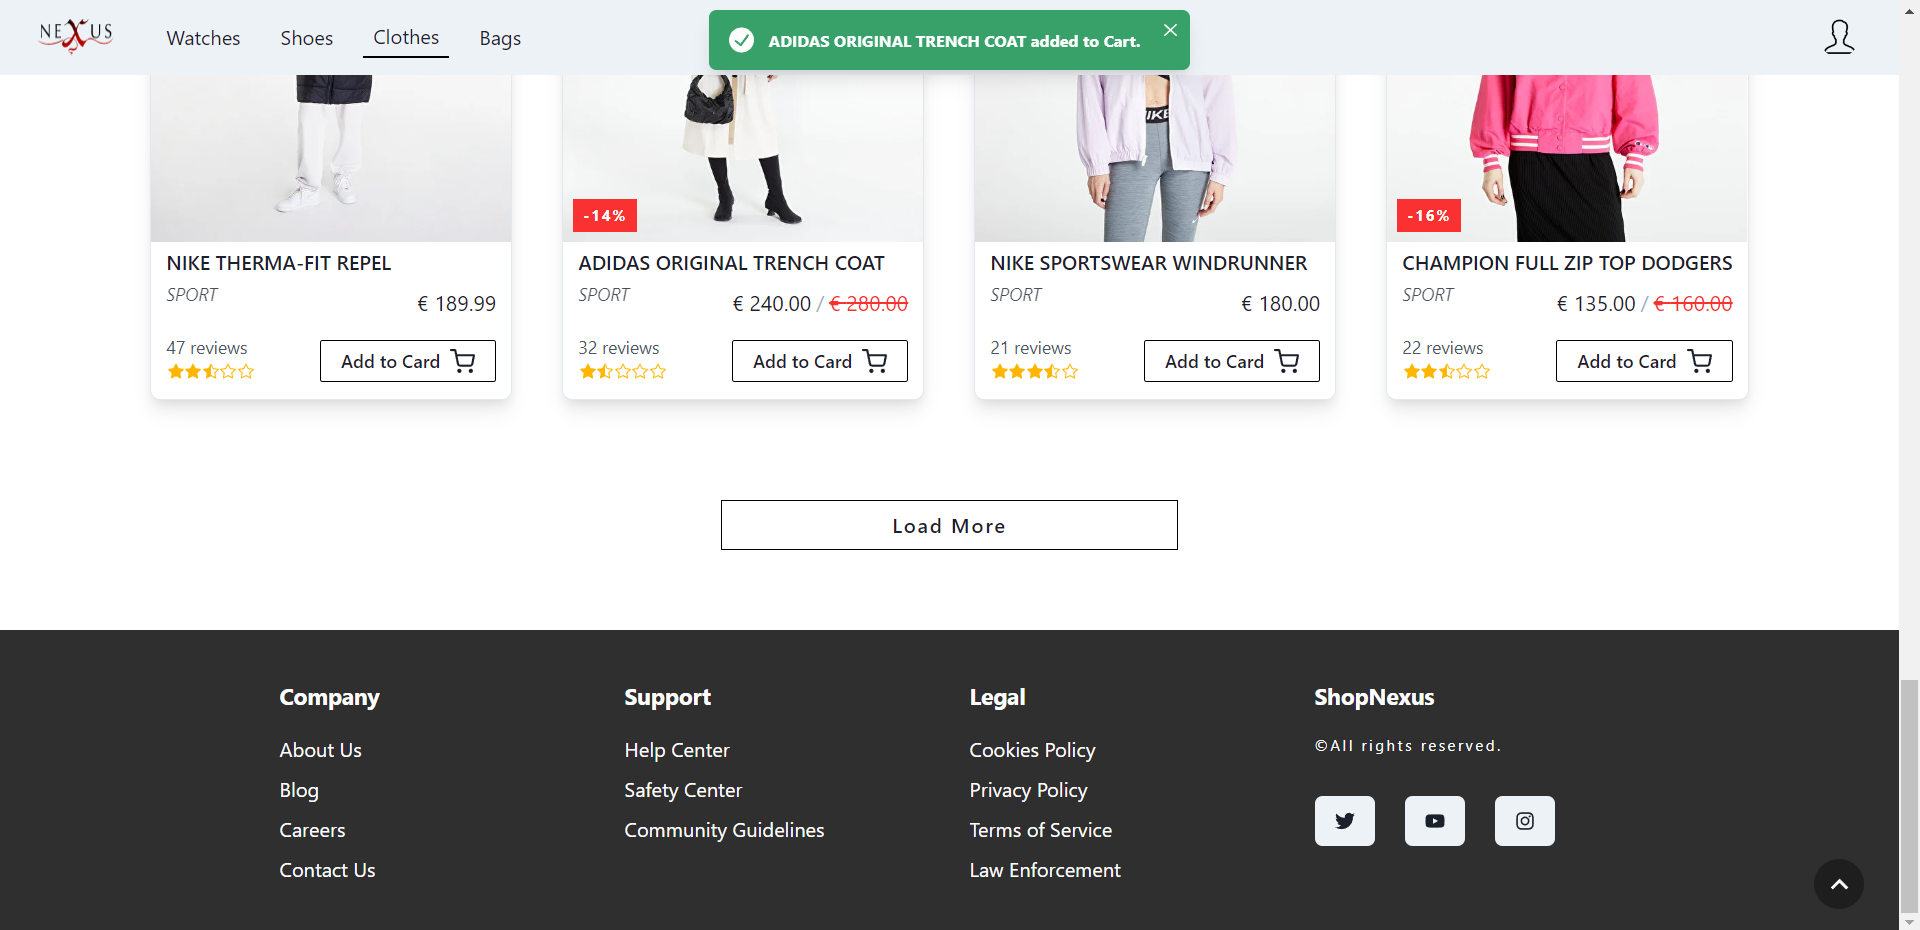 NEXUS
Watches
Shoes
Clothes
Bags
ADIDAS ORIGINAL TRENCH COAT added to Cart.
NIKE
-14%
-16%
NIKE THERMA-FIT REPEL
SPORT
€ 189.99
47 reviews
Add to Card
ADIDAS ORIGINAL TRENCH COAT
SPORT
€ 240.00 / € 280.00
32 reviews
Add to Card
NIKE SPORTSWEAR WINDRUNNER
SPORT
€ 180.00
21 reviews
Add to Card
CHAMPION FULL ZIP TOP DODGERS
SPORT
€ 135.00 / € 160.00
22 reviews
Add to Card
Load More
Company
About Us
Blog
Careers
Contact Us
Support
Help Center
Safety Center
Community Guidelines
Legal
Cookies Policy
Privacy Policy
Terms of Service
Law Enforcement
ShopNexus
©All rights reserved.